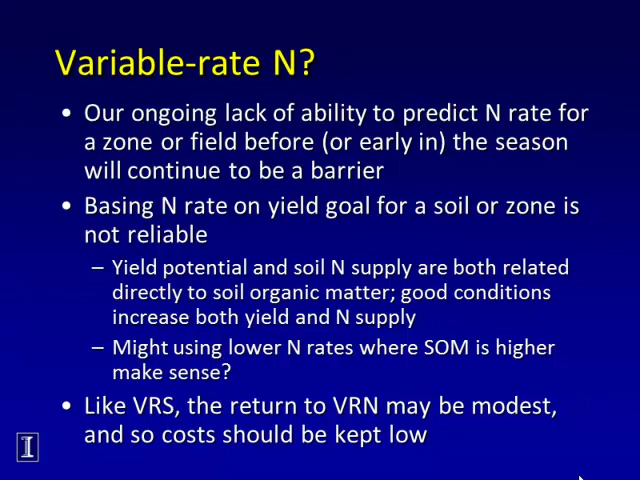 Variable-rate N?
• Our ongoing lack of ability to predict N rate for
a zone or field before (or early in) the season
will continue to be a barrier
• Basing N rate on yield goal for a soil or zone is
not reliable
– Yield potential and soil N supply are both related
directly to soil organic matter; good conditions
increase both yield and N supply
– Might using lower N rates where SOM is higher
make sense?
• Like VRS, the return to VRN may be modest,
and so costs should be kept low
I